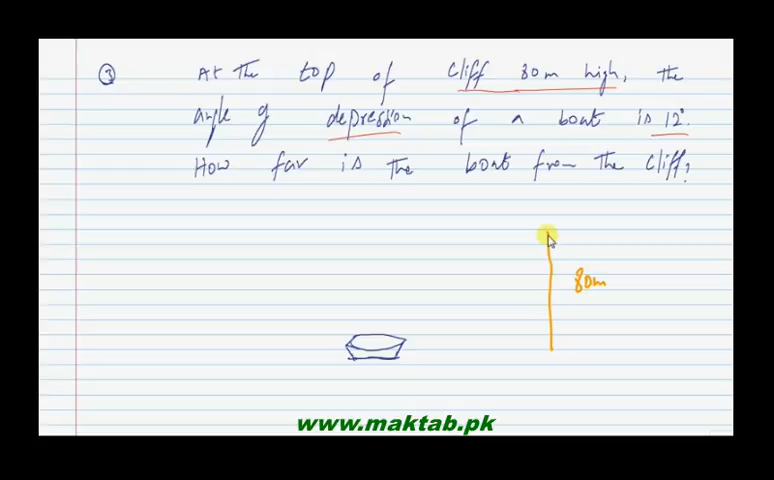 ③ At the top of cliff 80m high, the
angle of depression of a boat is 12°.
How far is the boat from the cliff?
80m
www.maktab.pk